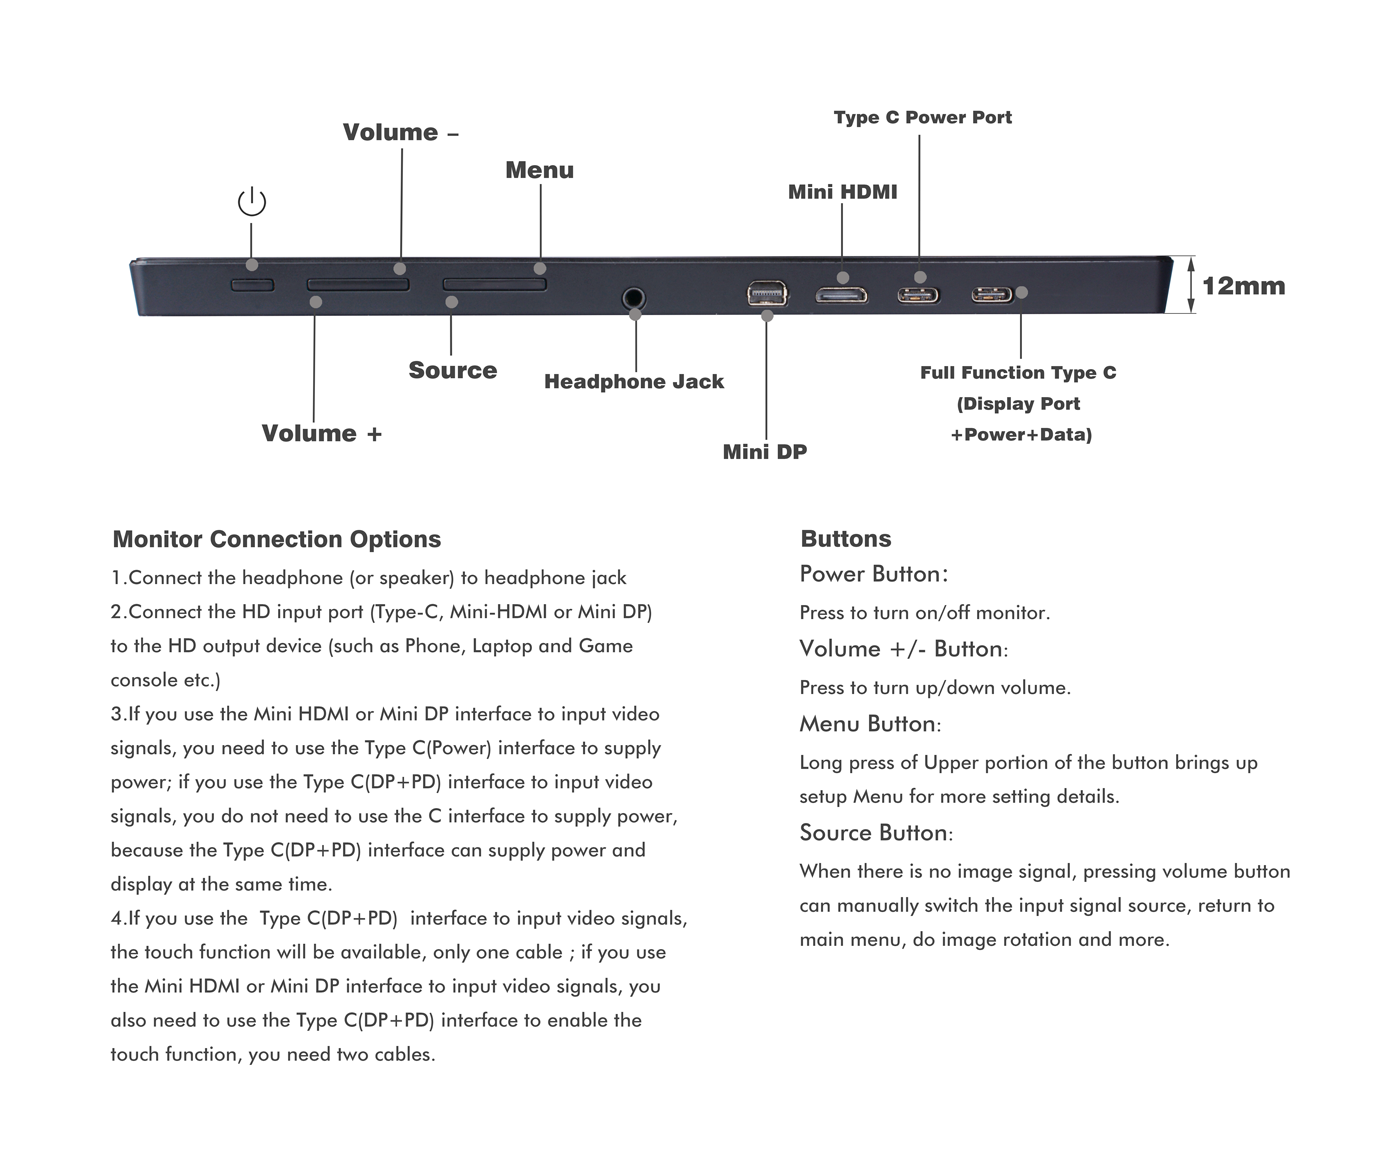 Type C Power Port
Volume –
Menu
Mini HDMI
12mm
Source
Headphone Jack
Full Function Type C
(Display Port
+Power+Data)
Volume +
Mini DP
Monitor Connection Options
1.Connect the headphone (or speaker) to headphone jack
2.Connect the HD input port (Type-C, Mini-HDMI or Mini DP)
to the HD output device (such as Phone, Laptop and Game
console etc.)
3.If you use the Mini HDMI or Mini DP interface to input video
signals, you need to use the Type C(Power) interface to supply
power; if you use the Type C(DP+PD) interface to input video
signals, you do not need to use the C interface to supply power,
because the Type C(DP+PD) interface can supply power and
display at the same time.
4.If you use the  Type C(DP+PD)  interface to input video signals,
the touch function will be available, only one cable ; if you use
the Mini HDMI or Mini DP interface to input video signals, you
also need to use the Type C(DP+PD) interface to enable the
touch function, you need two cables.
Buttons
Power Button:
Press to turn on/off monitor.
Volume +/- Button:
Press to turn up/down volume.
Menu Button:
Long press of Upper portion of the button brings up
setup Menu for more setting details.
Source Button:
When there is no image signal, pressing volume button
can manually switch the input signal source, return to
main menu, do image rotation and more.